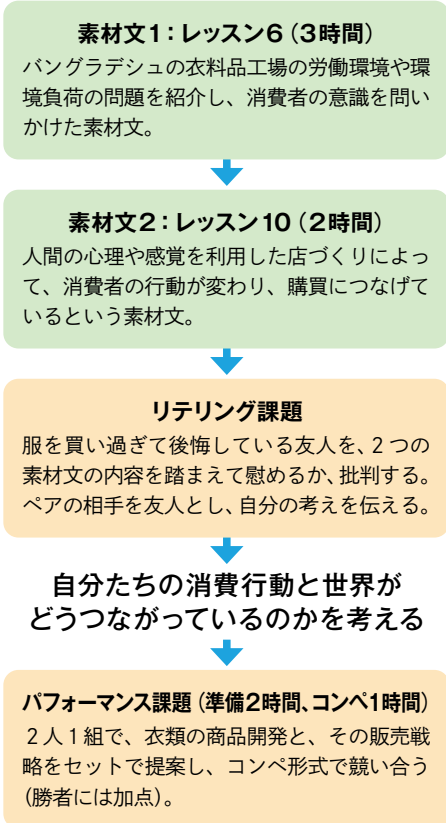 素材文1：レッスン6（3時間）
バングラデシュの衣料品工場の労働環境や環
境負荷の問題を紹介し、消費者の意識を問い
かけた素材文。
素材文2：レッスン10（2時間）
人間の心理や感覚を利用した店づくりによっ
て、消費者の行動が変わり、購買につなげて
いるという素材文。
リテリング課題
服を買い過ぎて後悔している友人を、2つの
素材文の内容を踏まえて慰めるか、批判する。
ペアの相手を友人とし、自分の考えを伝える。
自分たちの消費行動と世界が
どうつながっているのかを考える
パフォーマンス課題（準備2時間、コンペ1時間）
2人1組で、衣類の商品開発と、その販売戦
略をセットで提案し、コンペ形式で競い合う
（勝者には加点）。